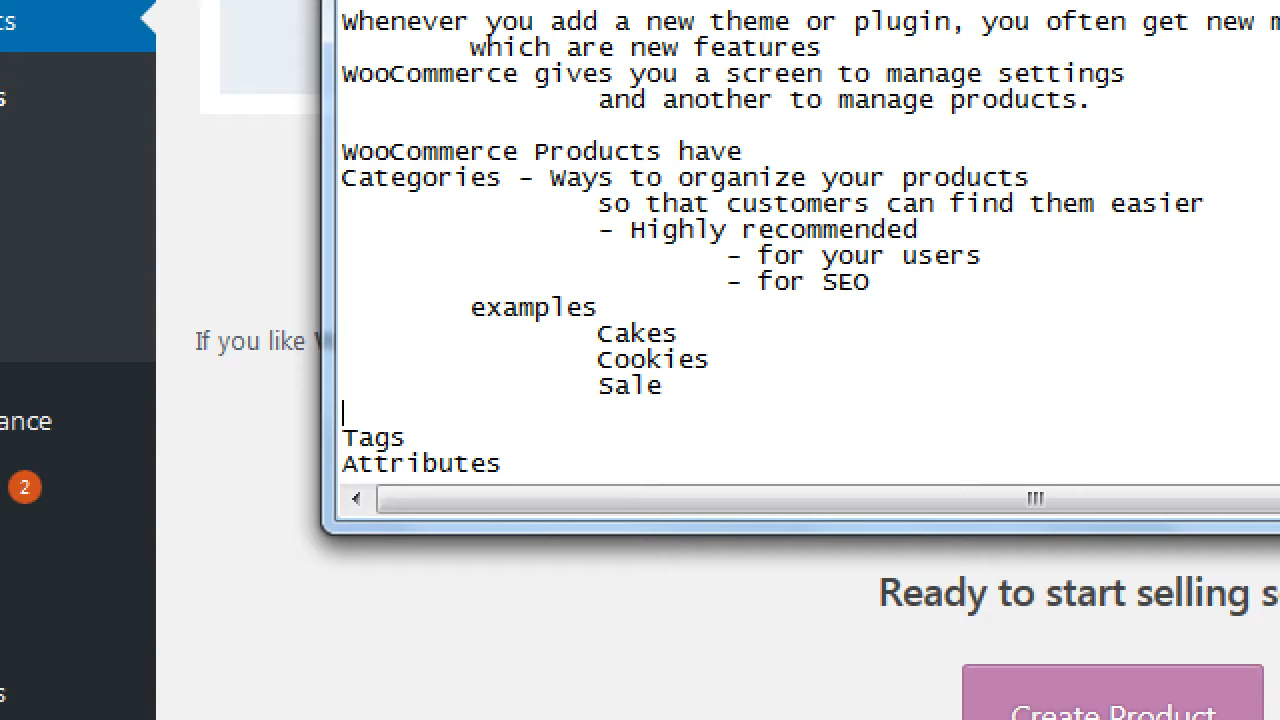 Whenever you add a new theme or plugin, you often get new
which are new features
WooCommerce gives you a screen to manage settings
and another to manage products.
WooCommerce Products have
Categories - Ways to organize your products
so that customers can find them easier
- Highly recommended
- for your users
- for SEO
examples
If you like
Cakes
Cookies
Sale
ance
Tags
Attributes
2
Ready to start selling
Create Product